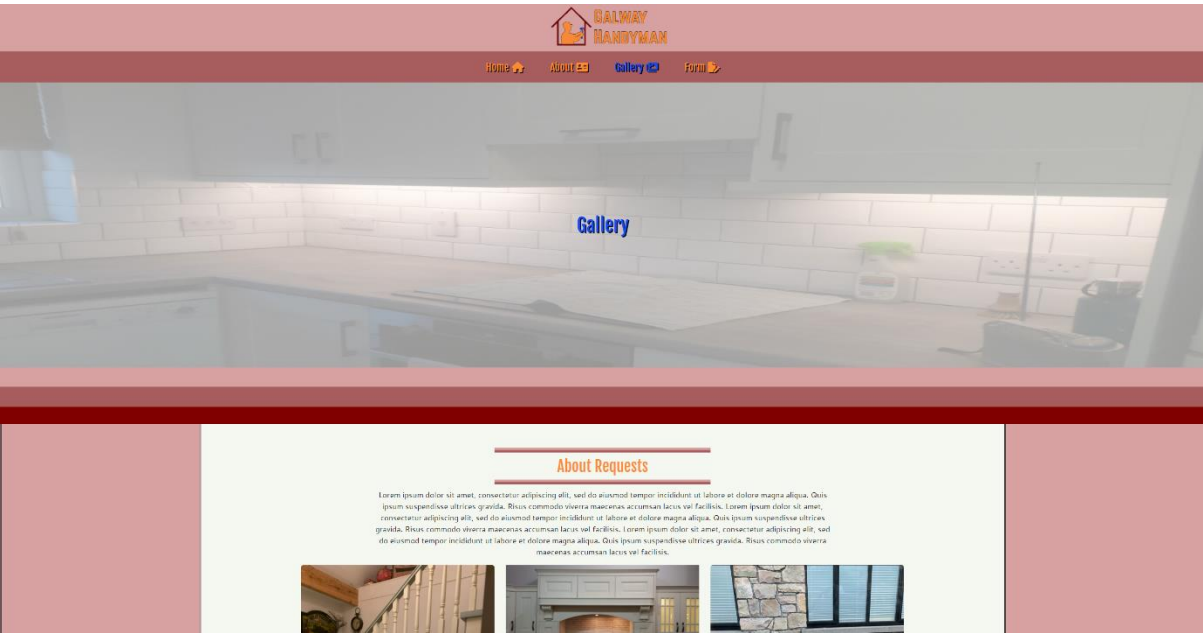 Galway
Handyman
Home About Gallery Form
Gallery
About Requests
Lorem ipsum dolor sit amet, consectetur adipiscing elit, sed do eiusmod tempor incididunt ut labore et dolore magna aliqua. Quis
ipsum suspendisse ultrices gravida. Risus commodo viverra maecenas accumsan lacus vel facilisis. Lorem ipsum dolor sit amet,
consectetur adipiscing elit, sed do eiusmod tempor incididunt ut labore et dolore magna aliqua. Quis ipsum suspendisse ultrices
gravida. Risus commodo viverra maecenas accumsan lacus vel facilisis. Lorem ipsum dolor sit amet, consectetur adipiscing elit, sed
do eiusmod tempor incididunt ut labore et dolore magna aliqua. Quis ipsum suspendisse ultrices gravida. Risus commodo viverra
maecenas accumsan lacus vel facilisis.